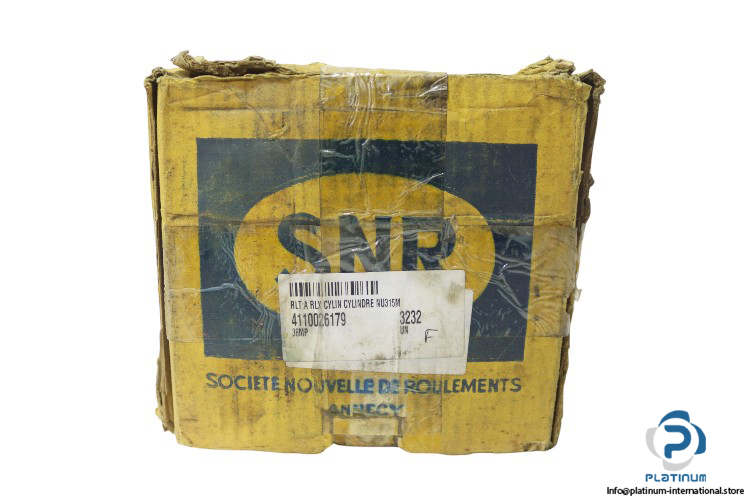 SNR
RLT A RLX CYLIN CYLINDRE NU315M
4110026179 3232
UN F
SOCIETE NOUVELLE DE ROULEMENTS
ANNECY
PLATINUM
Info@platinum-international.store